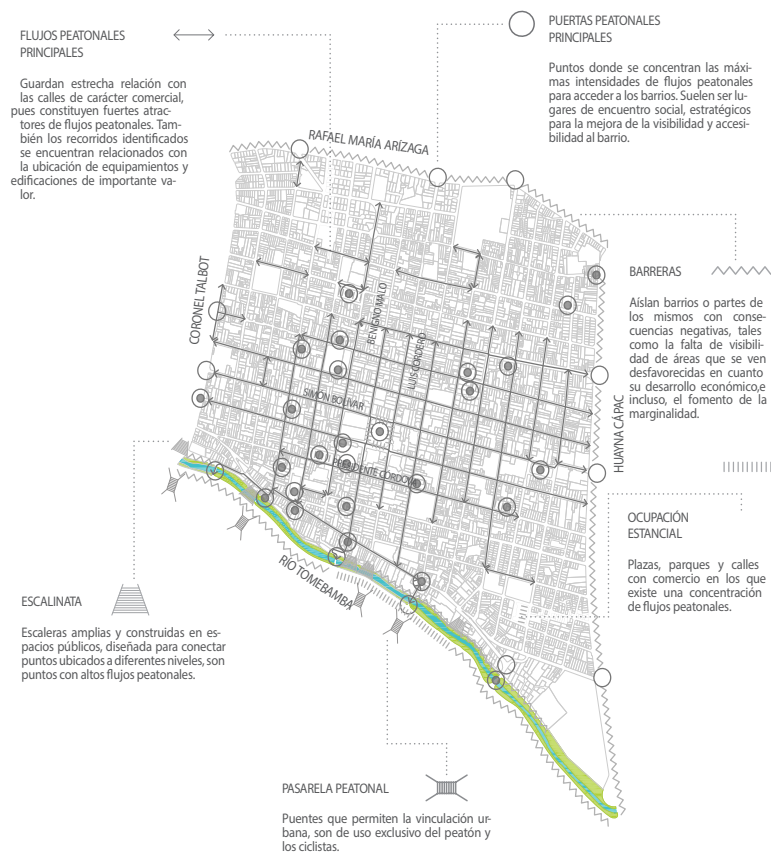 FLUJOS PEATONALES
PRINCIPALES
Guardan estrecha relación con
las calles de carácter comercial,
pues constituyen fuertes atrac-
tores de flujos peatonales. Tam-
bién los recorridos identificados
se encuentran relacionados con
la ubicación de equipamientos y
edificaciones de importante va-
lor.
PUERTAS PEATONALES
PRINCIPALES
Puntos donde se concentran las máxi-
mas intensidades de flujos peatonales
para acceder a los barrios. Suelen ser lu-
gares de encuentro social, estratégicos
para la mejora de la visibilidad y accesi-
bilidad al barrio.
RAFAEL MARÍA ARÍZAGA
CORONEL TALBOT
BENIGNO MALO
LUIS CORDERO
SIMÓN BOLÍVAR
PRESIDENTE CÓRDOVA
HUAYNA CÁPAC
RÍO TOMEBAMBA
BARRERAS
Aíslan barrios o partes de
los mismos con conse-
cuencias negativas, tales
como la falta de visibili-
dad de áreas que se ven
desfavorecidas en cuanto
su desarrollo económico,e
incluso, el fomento de la
marginalidad.
OCUPACIÓN
ESTANCIAL
Plazas, parques y calles
con comercio en los que
existe una concentración
de flujos peatonales.
ESCALINATA
Escaleras amplias y construidas en es-
pacios públicos, diseñada para conectar
puntos ubicados a diferentes niveles, son
puntos con altos flujos peatonales.
PASARELA PEATONAL
Puentes que permiten la vinculación ur-
bana, son de uso exclusivo del peatón y
los ciclistas.